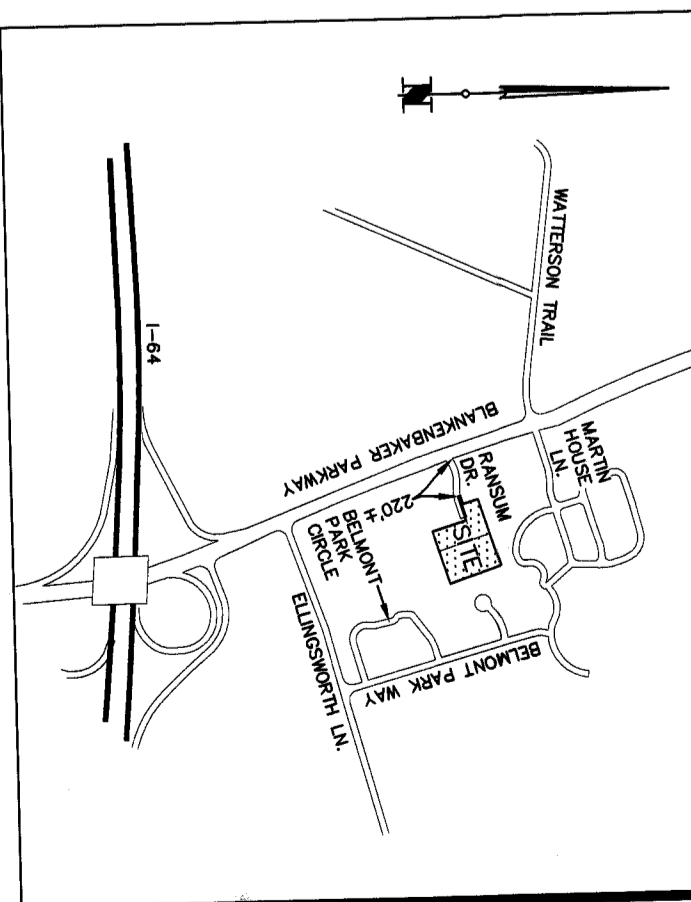 WATTERSON TRAIL
I-64
BLANKENBAKER PARKWAY
MARTIN
HOUSE
LN.
RANSUM
DR.
220'±
SITE
BELMONT
PARK
CIRCLE
ELLINGSWORTH LN.
BELMONT PARK WAY